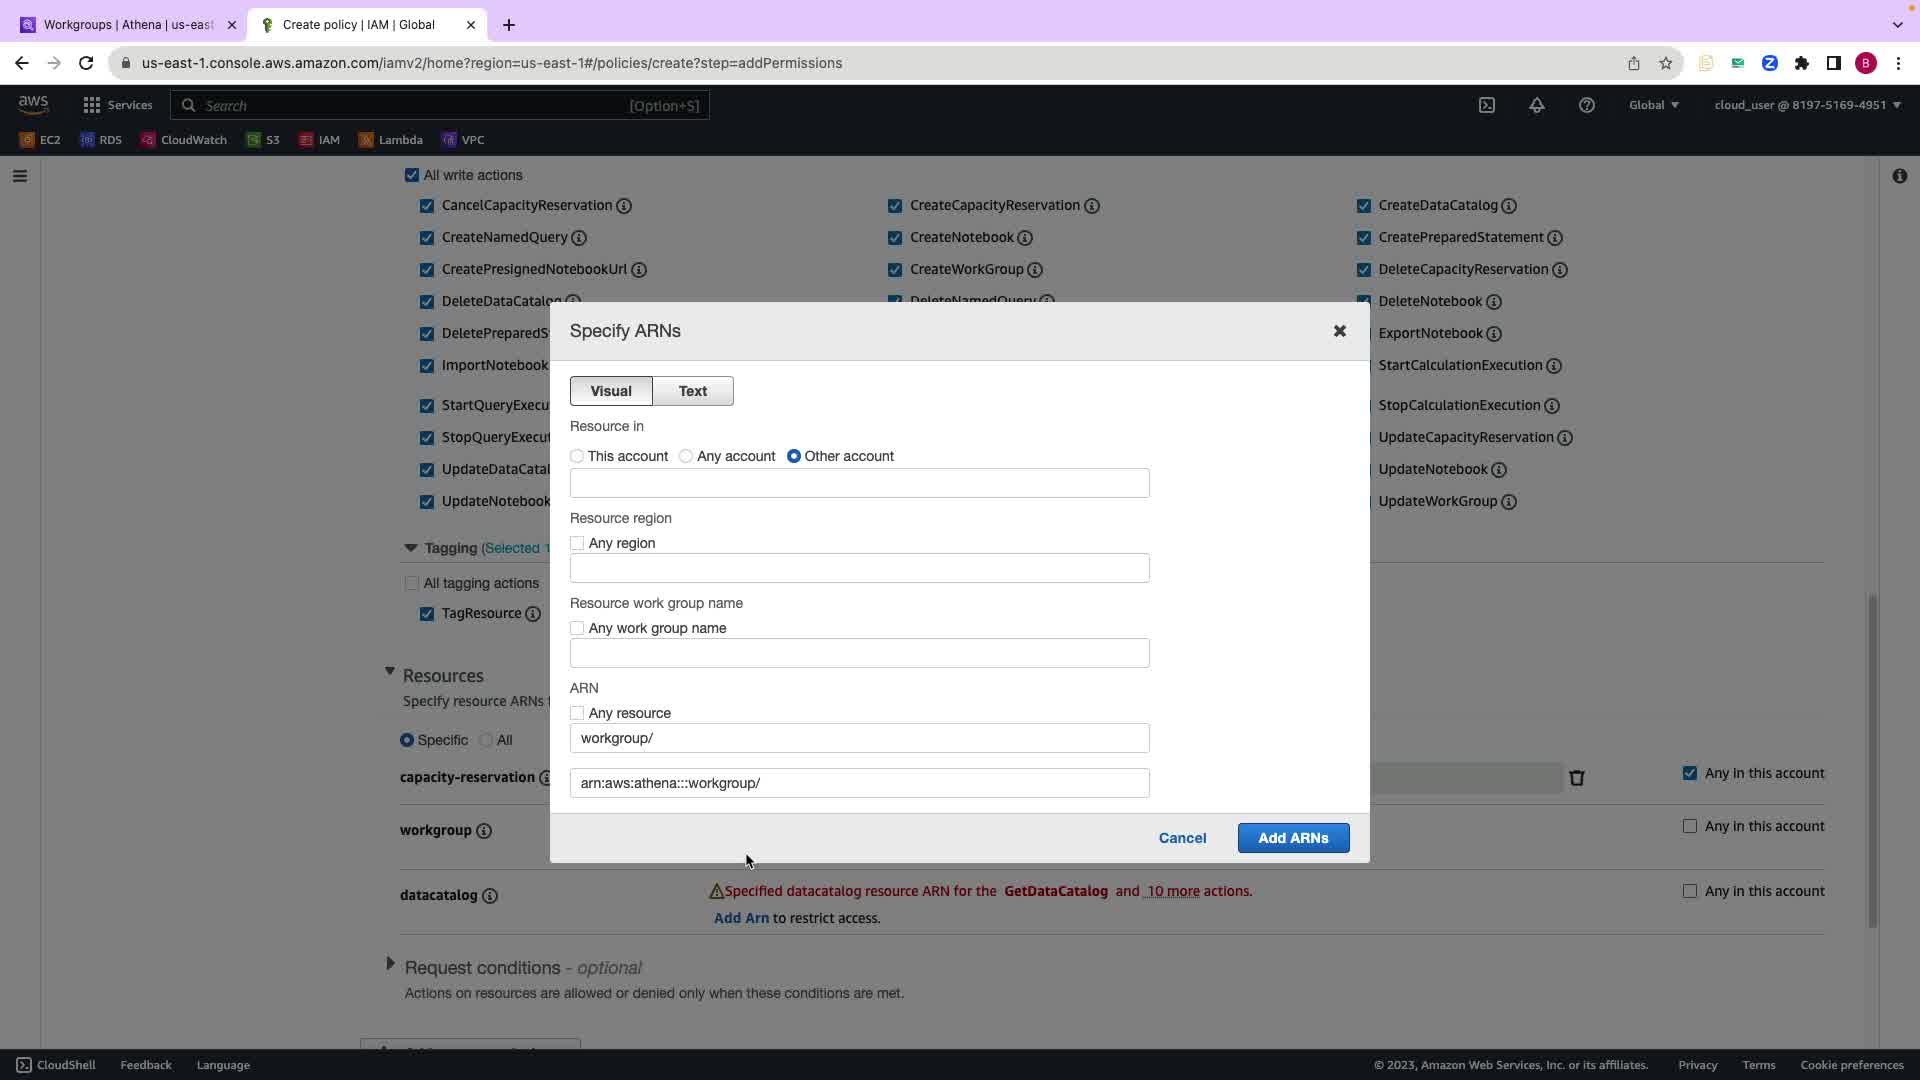 Workgroups | Athena | us-east
Create policy | IAM | Global
us-east-1.console.aws.amazon.com/iamv2/home?region=us-east-1#/policies/create?step=addPermissions
B
aws
Services
Search
[Option+S]
Global
cloud_user @ 8197-5169-4951
EC2
RDS
CloudWatch
S3
IAM
Lambda
VPC
All write actions
CancelCapacityReservation
CreateCapacityReservation
CreateDataCatalog
CreateNamedQuery
CreateNotebook
CreatePreparedStatement
CreatePresignedNotebookUrl
CreateWorkGroup
DeleteCapacityReservation
DeleteDataCatalog
DeleteNamedQuery
DeleteNotebook
DeletePreparedS
ExportNotebook
ImportNotebook
StartCalculationExecution
StartQueryExecu
StopCalculationExecution
StopQueryExecut
UpdateCapacityReservation
UpdateDataCatal
UpdateNotebook
UpdateNotebook
UpdateWorkGroup
Tagging (Selected 1
All tagging actions
TagResource
Resources
Specify resource ARNs f
Specific
All
capacity-reservation
Any in this account
workgroup
Any in this account
datacatalog
Specified datacatalog resource ARN for the GetDataCatalog and 10 more actions.
Any in this account
Add Arn to restrict access.
Request conditions - optional
Actions on resources are allowed or denied only when these conditions are met.
Specify ARNs
Visual
Text
Resource in
This account
Any account
Other account
Resource region
Any region
Resource work group name
Any work group name
ARN
Any resource
workgroup/
arn:aws:athena:::workgroup/
Cancel
Add ARNs
CloudShell
Feedback
Language
© 2023, Amazon Web Services, Inc. or its affiliates.
Privacy
Terms
Cookie preferences